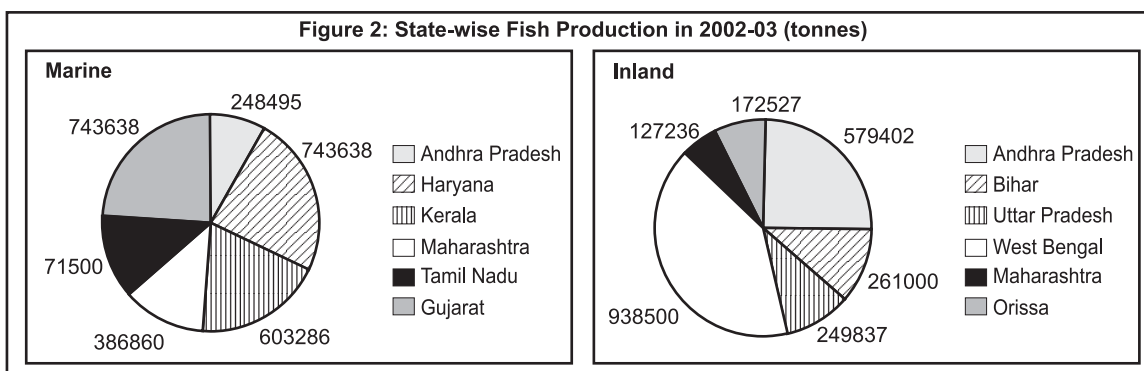 Figure 2: State-wise Fish Production in 2002-03 (tonnes)
Marine
248495
743638
743638
71500
386860
603286
Andhra Pradesh
Haryana
Kerala
Maharashtra
Tamil Nadu
Gujarat
Inland
172527
127236
579402
261000
938500
249837
Andhra Pradesh
Bihar
Uttar Pradesh
West Bengal
Maharashtra
Orissa